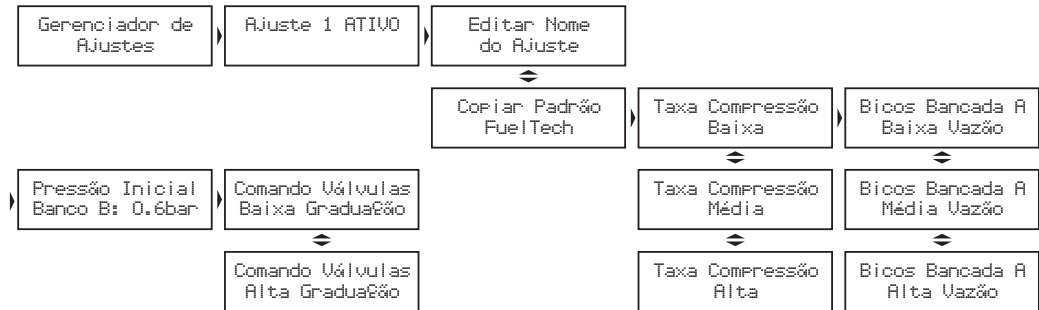 Gerenciador de
Ajustes
Ajuste 1 ATIVO
Editar Nome
do Ajuste
Copiar Padrão
FuelTech
Taxa Compressão
Baixa
Bicos Bancada A
Baixa Vazão
Pressão Inicial
Banco B: 0.6bar
Comando Válvulas
Baixa Graduação
Taxa Compressão
Média
Bicos Bancada A
Média Vazão
Comando Válvulas
Alta Graduação
Taxa Compressão
Alta
Bicos Bancada A
Alta Vazão